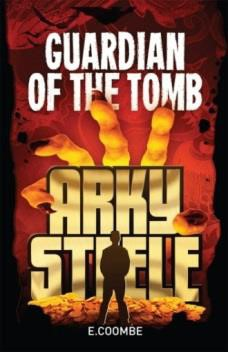 GUARDIAN
OF THE TOMB
ARKY
STEELE
E.COOMBE